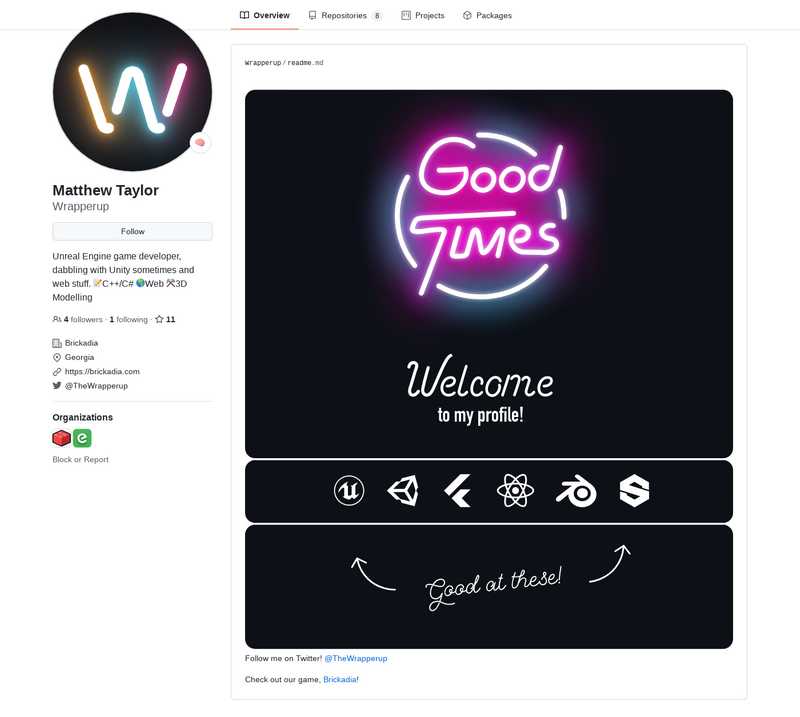 Overview
Repositories 8
Projects
Packages
W
Matthew Taylor
Wrapperup
Follow
Unreal Engine game developer,
dabbling with Unity sometimes and
web stuff. 📝C++/C# 🌍Web ⚒️3D
Modelling
4 followers · 1 following · 11
Brickadia
Georgia
https://brickadia.com
@TheWrapperup
Organizations
Block or Report
Wrapperup / readme.md
Good
Times
Welcome
to my profile!
Good at these!
Follow me on Twitter! @TheWrapperup
Check out our game, Brickadia!